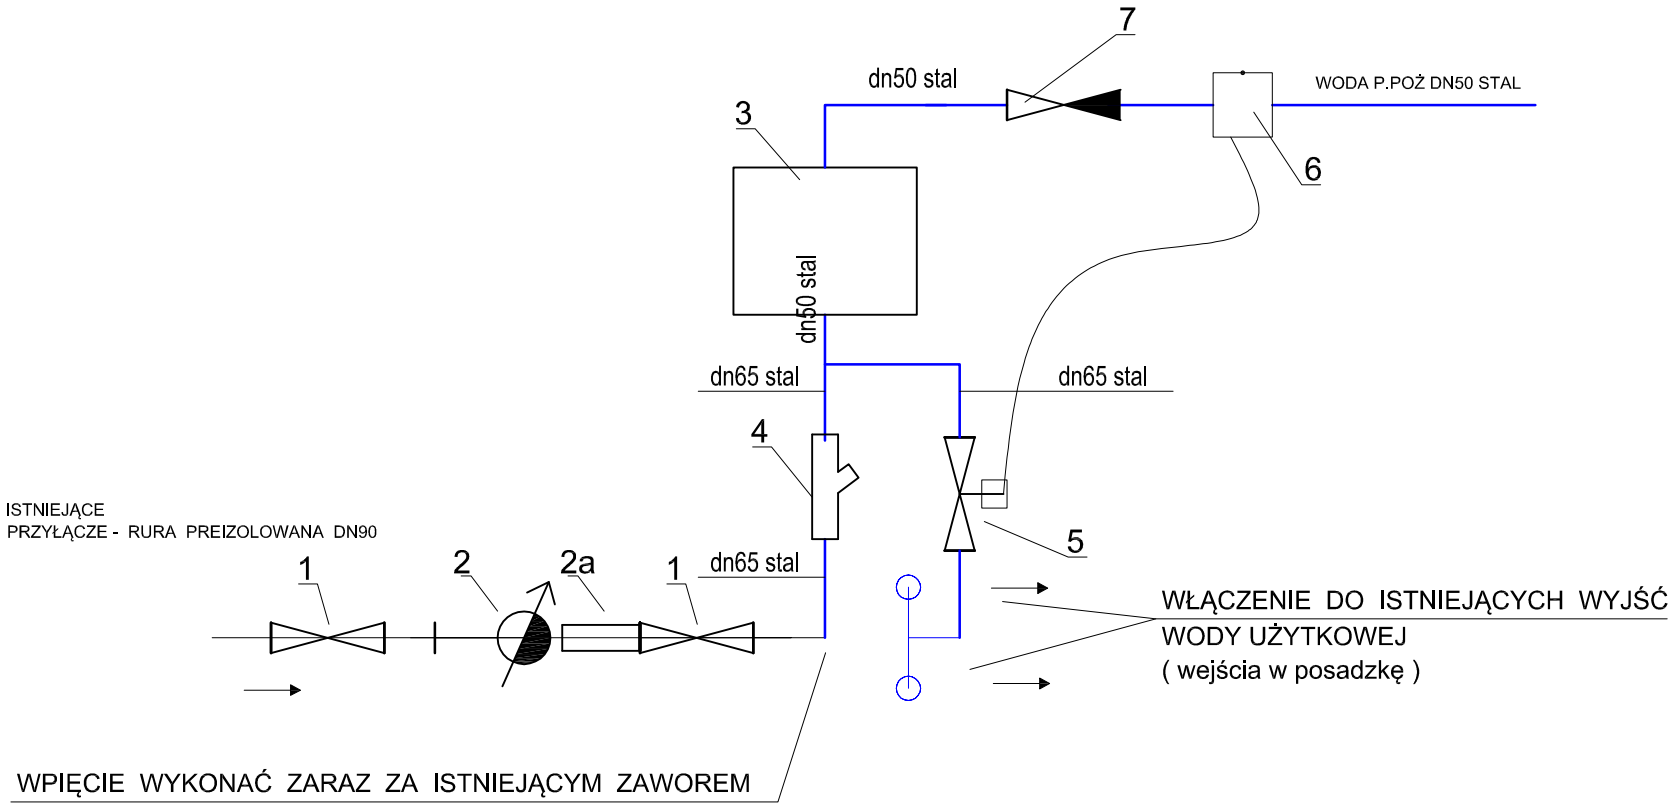 7
dn50 stal
WODA P.POŻ DN50 STAL
3
6
dn50 stal
dn65 stal
dn65 stal
4
ISTNIEJĄCE
PRZYŁĄCZE - RURA PREIZOLOWANA DN90
5
1
2
2a
1
dn65 stal
WŁĄCZENIE DO ISTNIEJĄCYCH WYJŚĆ
WODY UŻYTKOWEJ
( wejścia w posadzkę )
WPIĘCIE WYKONAĆ ZARAZ ZA ISTNIEJĄCYM ZAWOREM